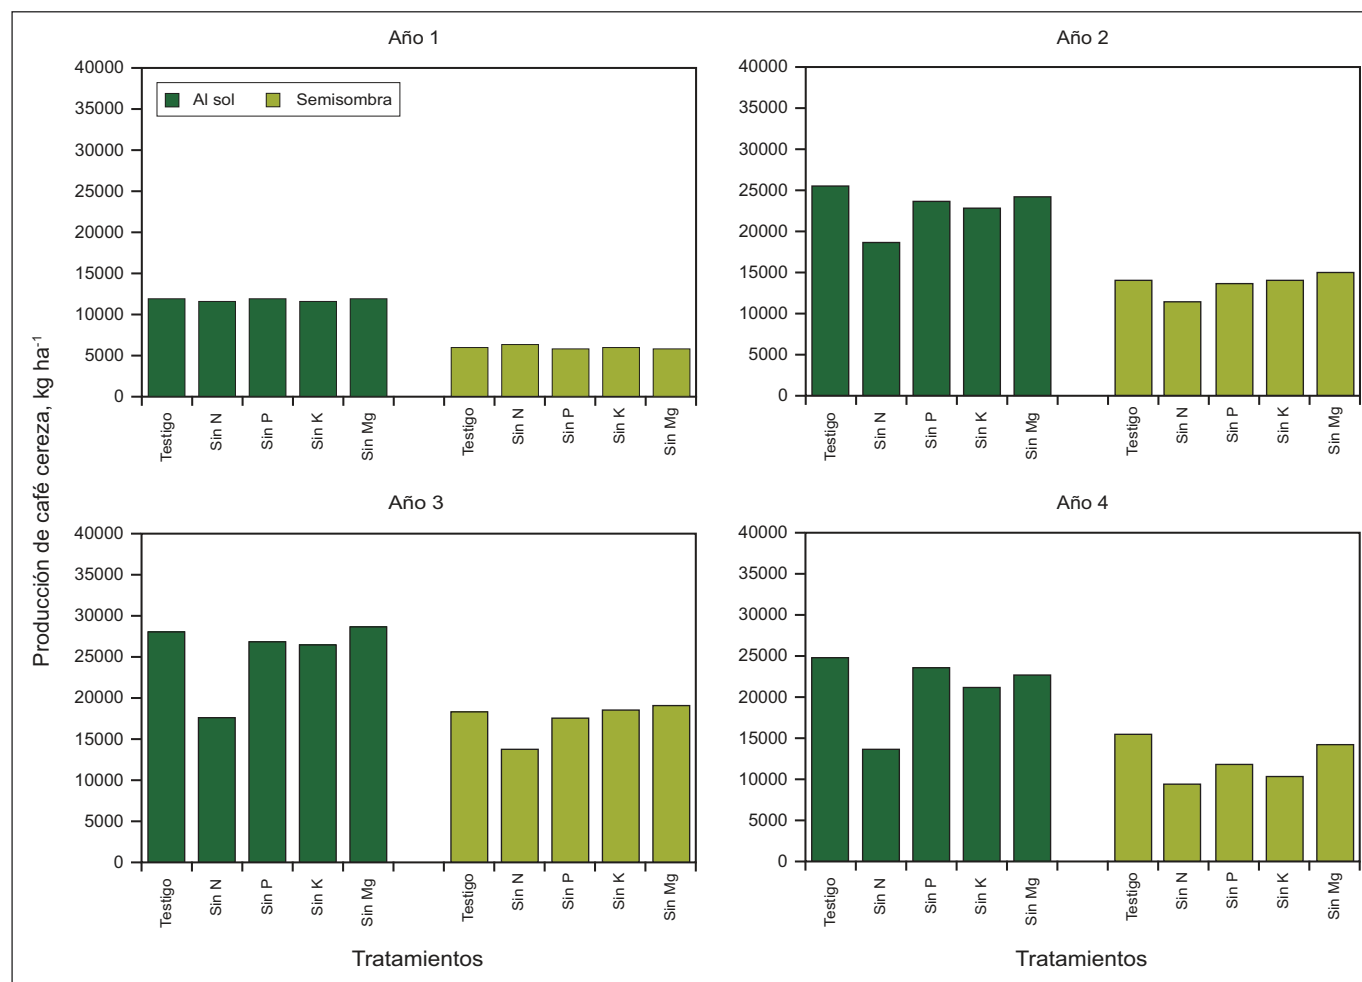 Año 1
Año 2
40000
35000
30000
25000
20000
15000
10000
5000
0
Al sol
Semisombra
Testigo
Sin N
Sin P
Sin K
Sin Mg
Testigo
Sin N
Sin P
Sin K
Sin Mg
40000
35000
30000
25000
20000
15000
10000
5000
0
Testigo
Sin N
Sin P
Sin K
Sin Mg
Testigo
Sin N
Sin P
Sin K
Sin Mg
Producción de café cereza, kg ha⁻¹
Año 3
Año 4
40000
35000
30000
25000
20000
15000
10000
5000
0
Testigo
Sin N
Sin P
Sin K
Sin Mg
Testigo
Sin N
Sin P
Sin K
Sin Mg
40000
35000
30000
25000
20000
15000
10000
5000
0
Testigo
Sin N
Sin P
Sin K
Sin Mg
Testigo
Sin N
Sin P
Sin K
Sin Mg
Tratamientos
Tratamientos